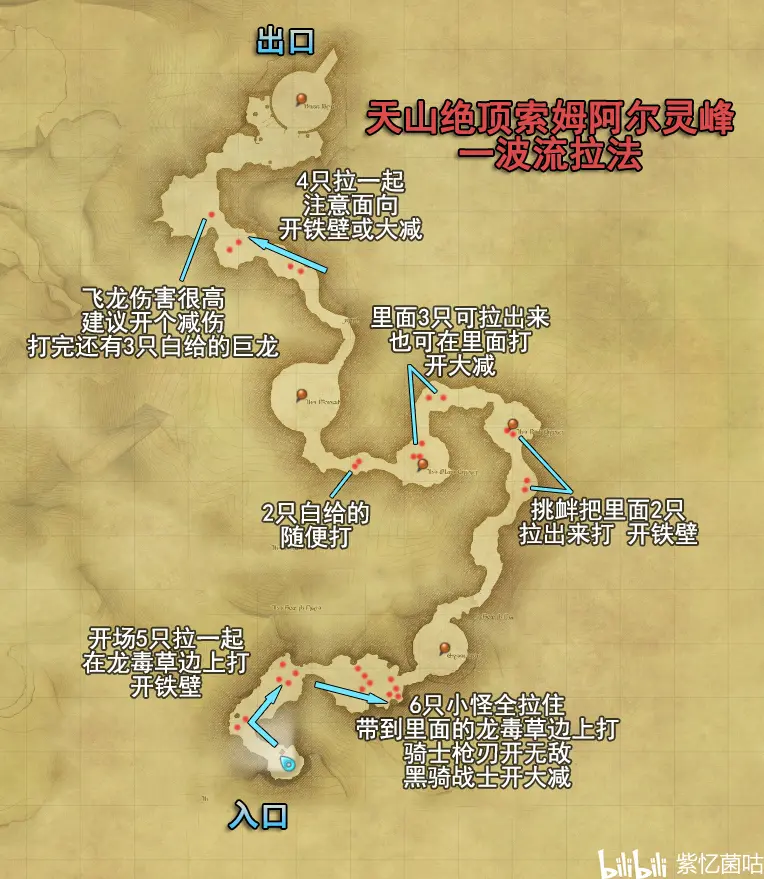 出口
天山绝顶索姆阿尔灵峰
一波流拉法
4只拉一起
注意面向
开铁壁或大减
飞龙伤害很高
建议开个减伤
打完还有3只白给的巨龙
里面3只可拉出来
也可在里面打
开大减
2只白给的
随便打
挑衅把里面2只
拉出来打 开铁壁
开场5只拉一起
在龙毒草边上打
开铁壁
6只小怪全拉住
带到里面的龙毒草边上打
骑士枪刃开无敌
黑骑战士开大减
入口
bilibili 紫忆菌咕